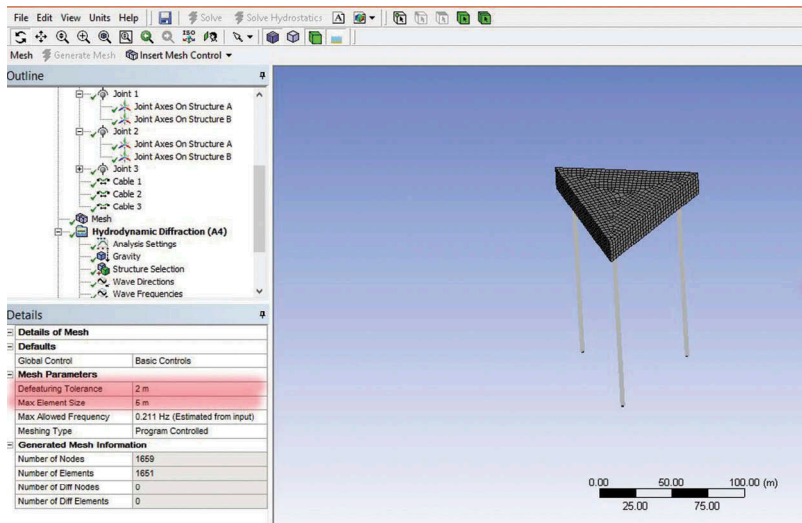 File Edit View Units Help Solve Solve Hydrostatics A
ISO
Mesh Generate Mesh Insert Mesh Control
Outline
Joint 1
Joint Axes On Structure A
Joint Axes On Structure B
Joint 2
Joint Axes On Structure A
Joint Axes On Structure B
Joint 3
Cable 1
Cable 2
Cable 3
Mesh
Hydrodynamic Diffraction (A4)
Analysis Settings
Gravity
Structure Selection
Wave Directions
Wave Frequencies
Details
Details of Mesh
Defaults
Global Control Basic Controls
Mesh Parameters
Defeaturing Tolerance 2 m
Max Element Size 5 m
Max Allowed Frequency 0.211 Hz (Estimated from input)
Meshing Type Program Controlled
Generated Mesh Information
Number of Nodes 1659
Number of Elements 1651
Number of Diff Nodes 0
Number of Diff Elements 0
0.00 50.00 100.00 (m)
25.00 75.00